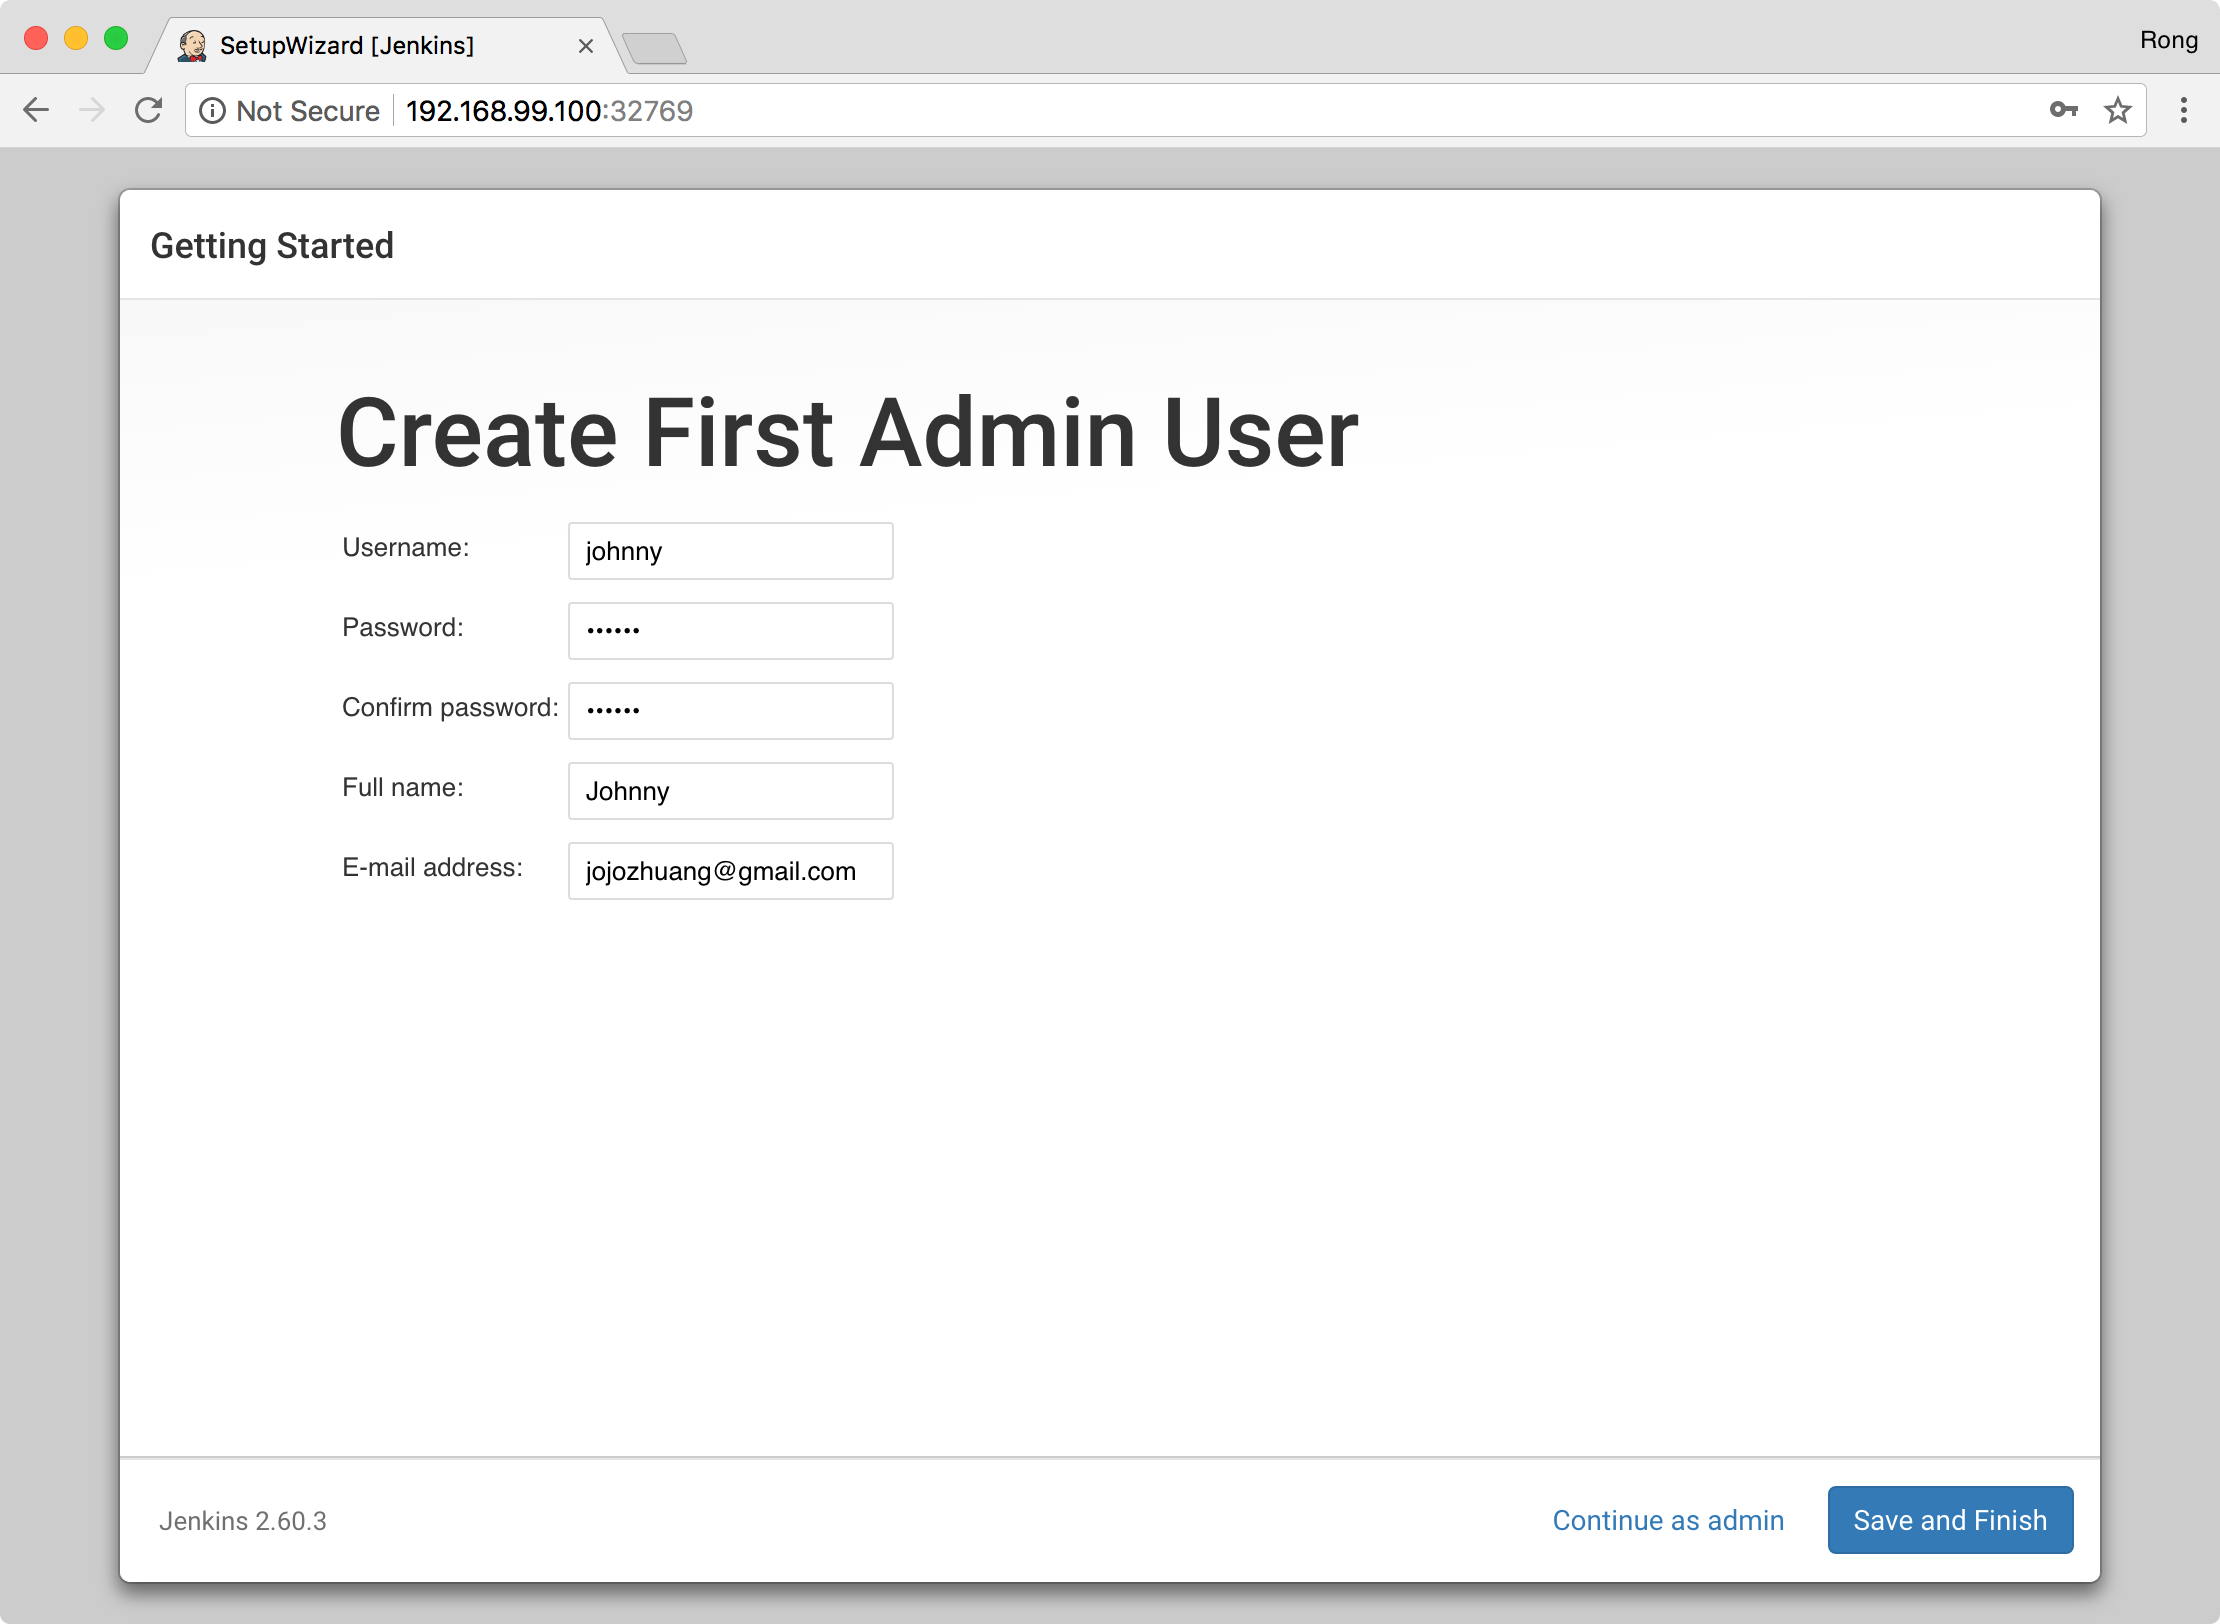 SetupWizard [Jenkins]
Rong
Not Secure
192.168.99.100:32769
Getting Started
Create First Admin User
Username: johnny
Password: ••••••
Confirm password: ••••••
Full name: Johnny
E-mail address: jojozhuang@gmail.com
Jenkins 2.60.3
Continue as admin
Save and Finish